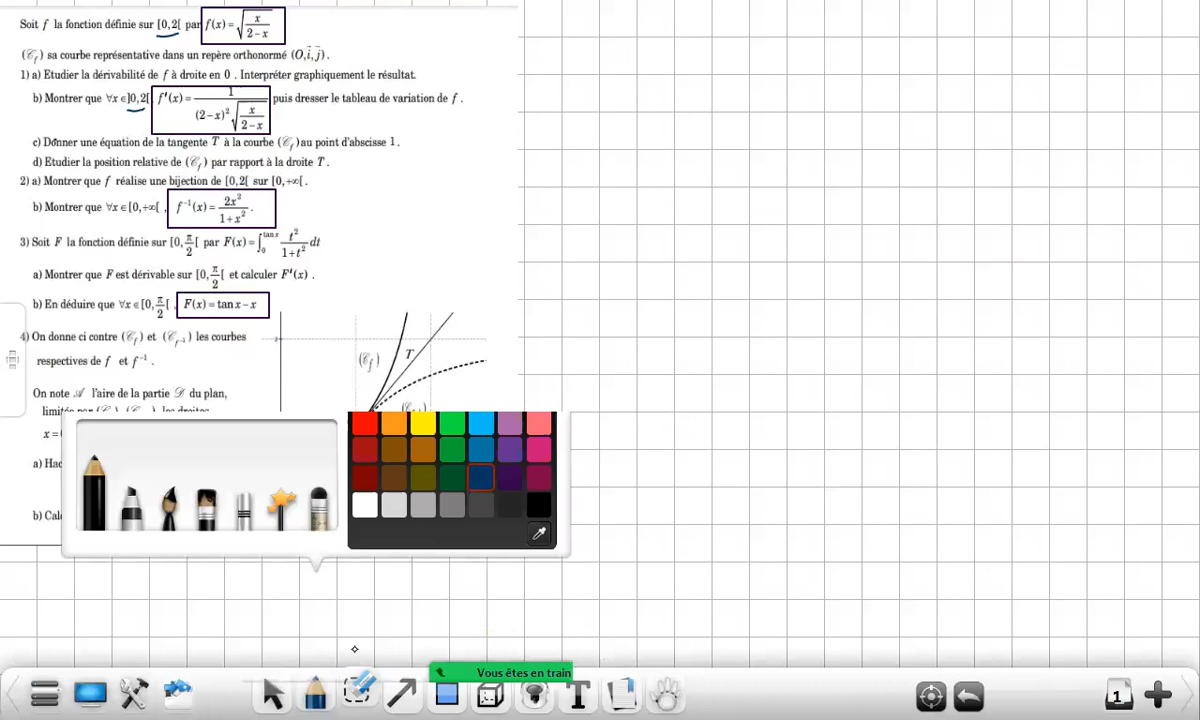 Soit f la fonction définie sur [0,2[ par f(x) = √(x/(2−x))
(𝒞f) sa courbe représentative dans un repère orthonormé (O,i⃗,j⃗).
1) a) Etudier la dérivabilité de f à droite en 0 . Interpréter graphiquement le résultat.
b) Montrer que ∀x ∈]0,2[ f'(x) = 1/((2−x)²√(x/(2−x))) puis dresser le tableau de variation de f .
c) Donner une équation de la tangente T à la courbe (𝒞f) au point d'abscisse 1.
d) Etudier la position relative de (𝒞f) par rapport à la droite T .
2) a) Montrer que f réalise une bijection de [0,2[ sur [0,+∞[ .
b) Montrer que ∀x ∈[0,+∞[ , f⁻¹(x) = 2x²/(1+x²) .
3) Soit F la fonction définie sur [0, π/2[ par F(x) = ∫₀^{tan x} t²/(1+t²) dt
a) Montrer que F est dérivable sur [0, π/2[ et calculer F'(x) .
b) En déduire que ∀x ∈[0, π/2[ , F(x) = tan x − x
4) On donne ci contre (𝒞f) et (𝒞f⁻¹) les courbes
respectives de f et f⁻¹ .
(𝒞f)
T
On note 𝒜 l'aire de la partie 𝒟 du plan,
x =
a) Hac
b) Calc
Vous êtes en train
1
T